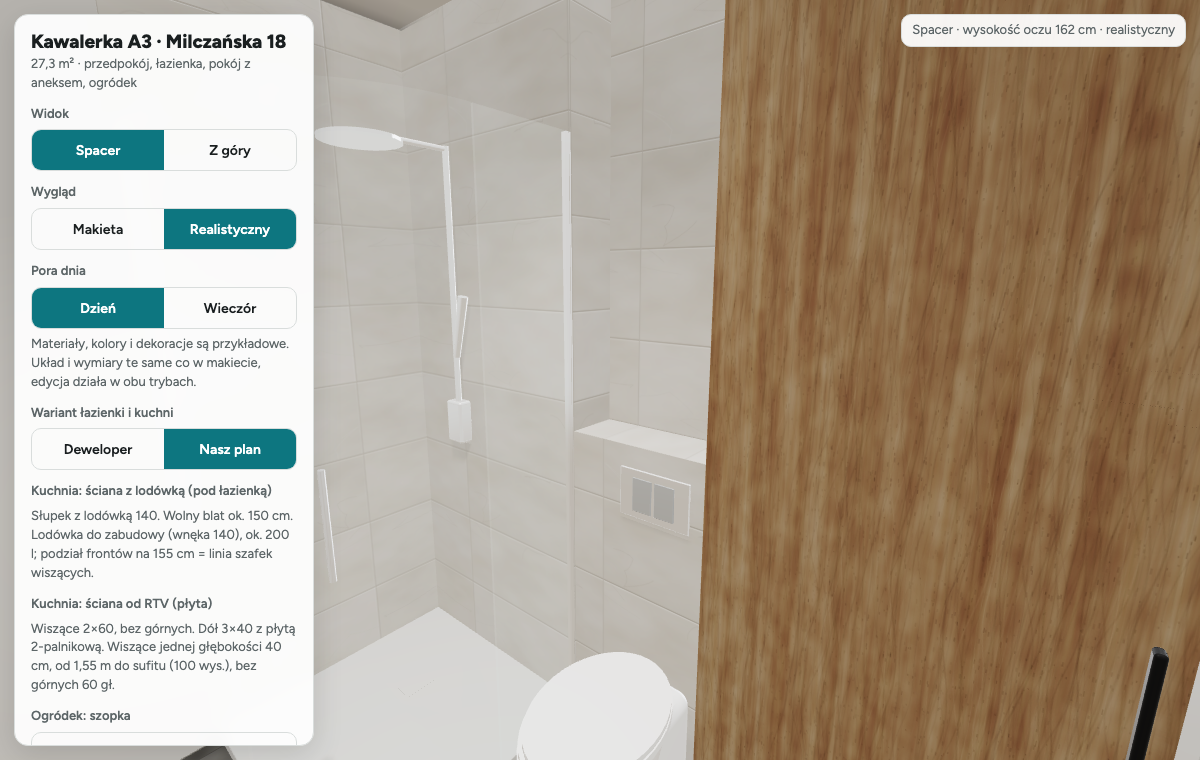 Kawalerka A3 · Milczańska 18
27,3 m² · przedpokój, łazienka, pokój z
aneksem, ogródek
Widok
Spacer
Z góry
Wygląd
Makieta
Realistyczny
Pora dnia
Dzień
Wieczór
Materiały, kolory i dekoracje są przykładowe.
Układ i wymiary te same co w makiecie,
edycja działa w obu trybach.
Wariant łazienki i kuchni
Deweloper
Nasz plan
Kuchnia: ściana z lodówką (pod łazienką)
Słupek z lodówką 140. Wolny blat ok. 150 cm.
Lodówka do zabudowy (wnęka 140), ok. 200
l; podział frontów na 155 cm = linia szafek
wiszących.
Kuchnia: ściana od RTV (płyta)
Wiszące 2×60, bez górnych. Dół 3×40 z płytą
2-palnikową. Wiszące jednej głębokości 40
cm, od 1,55 m do sufitu (100 wys.), bez
górnych 60 gł.
Ogródek: szopka
Spacer · wysokość oczu 162 cm · realistyczny